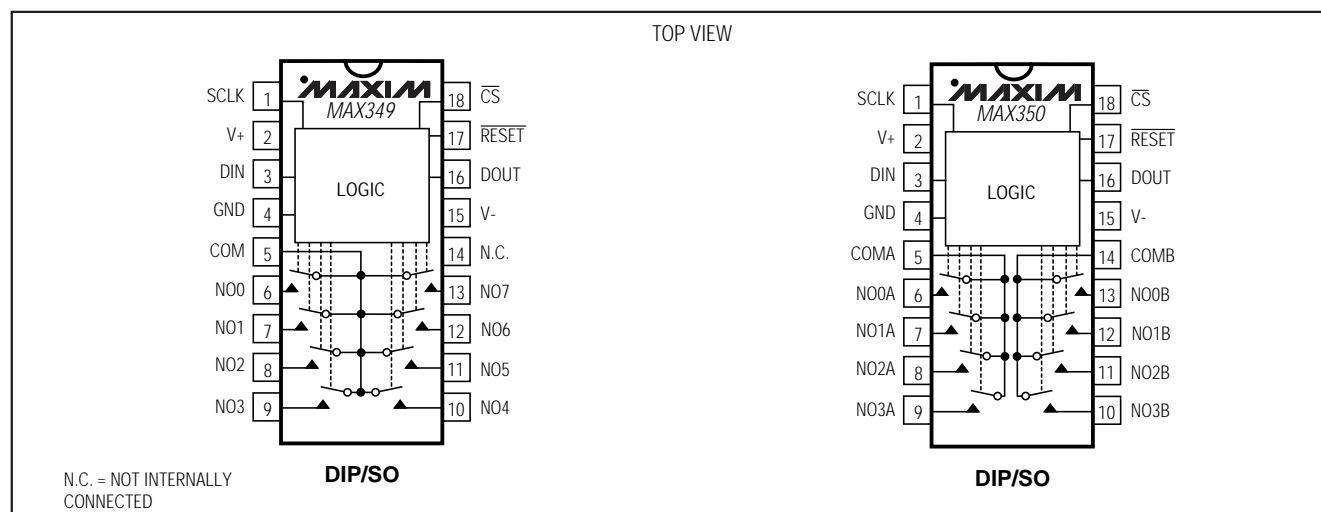 TOP VIEW
MAXIM
MAX349
SCLK 1
V+ 2
DIN 3
GND 4
COM 5
NO0 6
NO1 7
NO2 8
NO3 9
18 CS
17 RESET
16 DOUT
15 V-
14 N.C.
13 NO7
12 NO6
11 NO5
10 NO4
LOGIC
DIP/SO
N.C. = NOT INTERNALLY
CONNECTED
MAXIM
MAX350
SCLK 1
V+ 2
DIN 3
GND 4
COMA 5
NO0A 6
NO1A 7
NO2A 8
NO3A 9
18 CS
17 RESET
16 DOUT
15 V-
14 COMB
13 NO0B
12 NO1B
11 NO2B
10 NO3B
LOGIC
DIP/SO